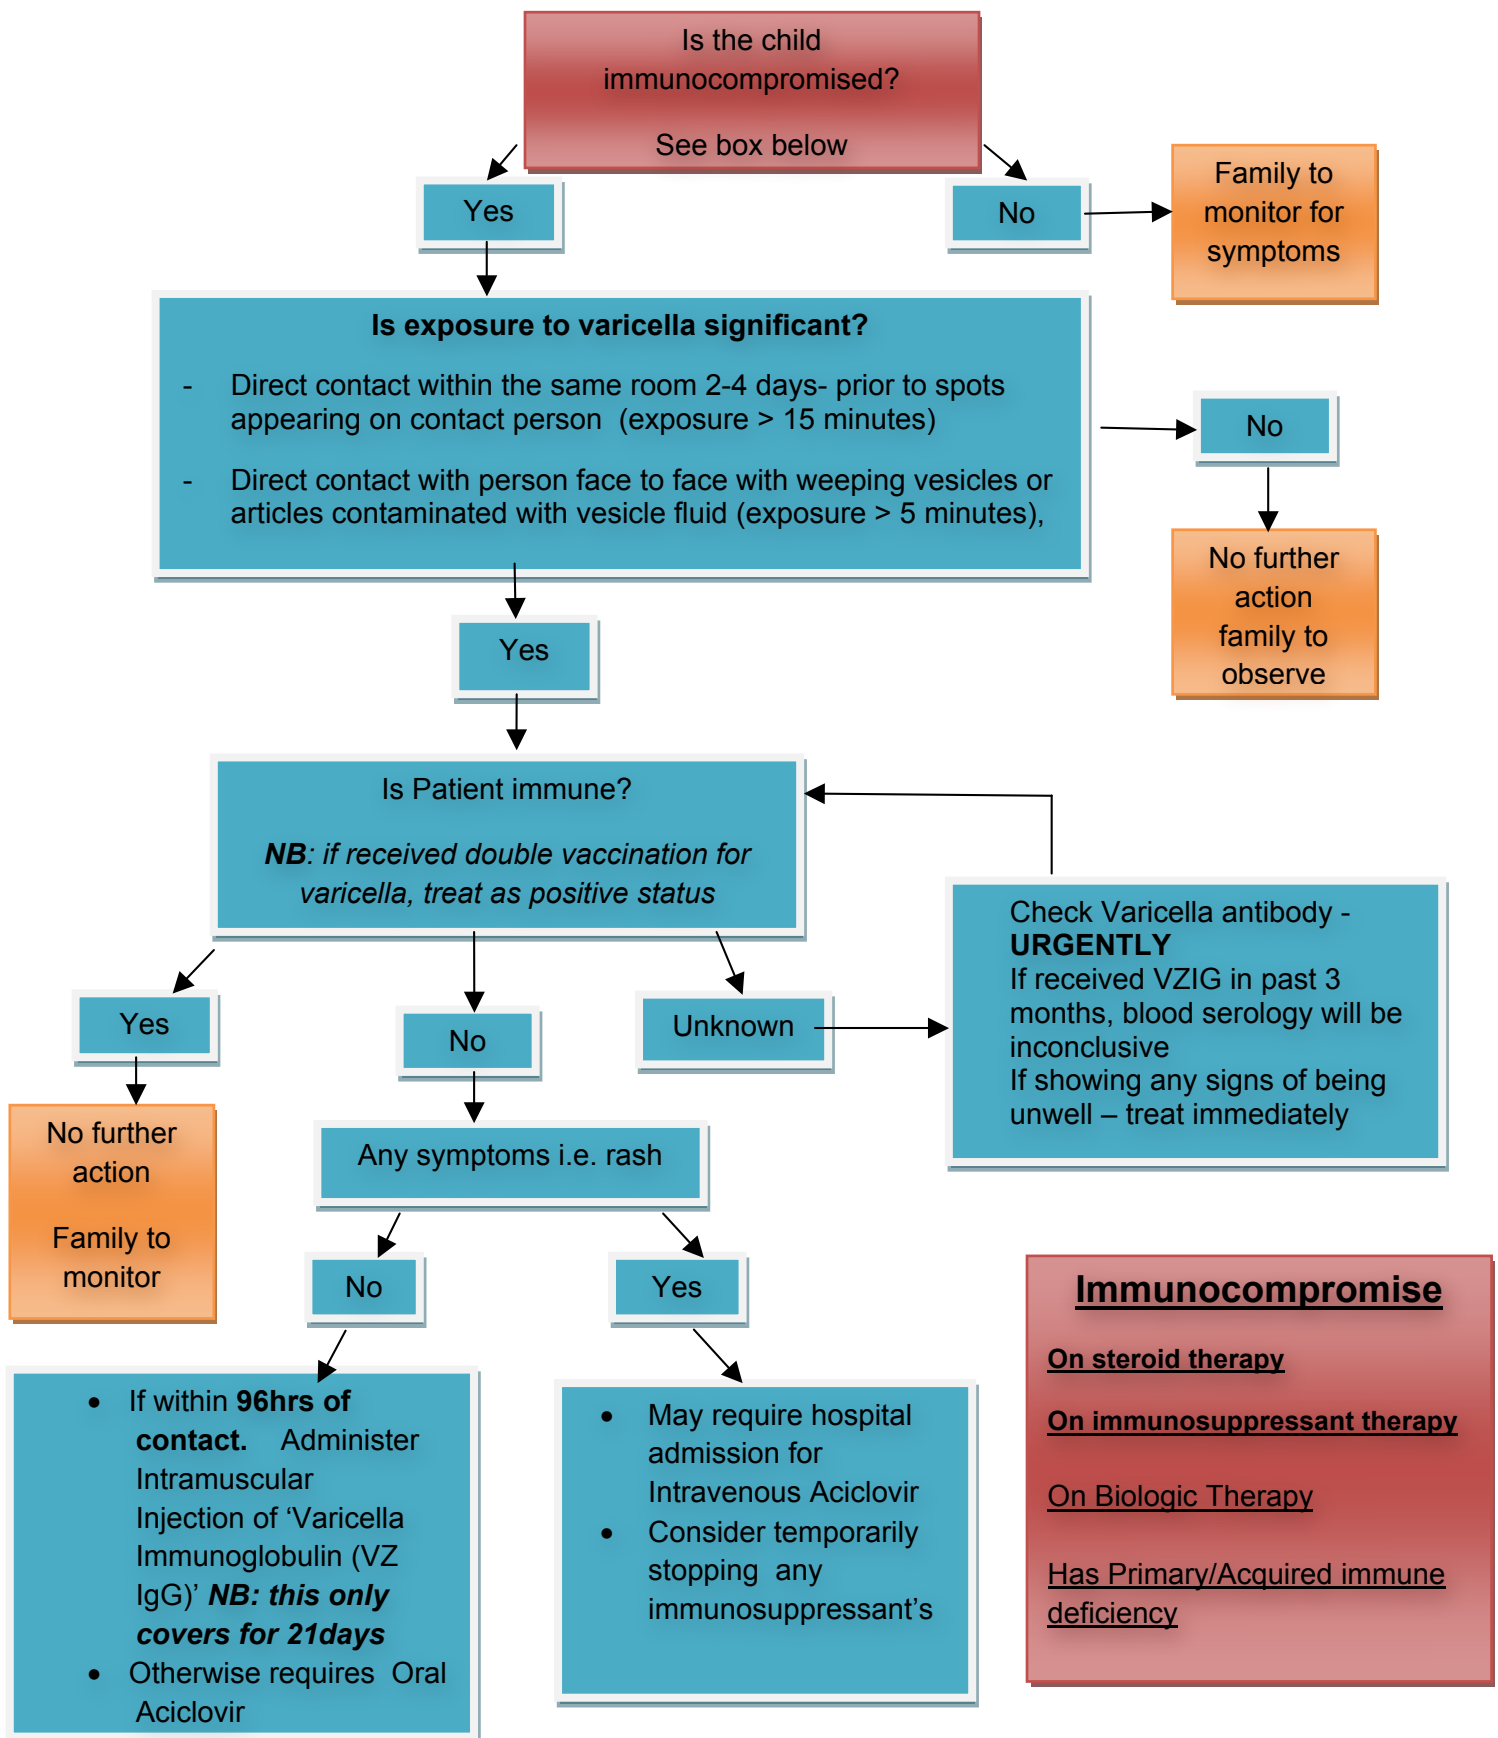 Is the child
immunocompromised?
See box below
Yes
No
Family to
monitor for
symptoms
Is exposure to varicella significant?
- Direct contact within the same room 2-4 days- prior to spots
appearing on contact person (exposure > 15 minutes)
- Direct contact with person face to face with weeping vesicles or
articles contaminated with vesicle fluid (exposure > 5 minutes),
No
No further
action
family to
observe
Yes
Is Patient immune?
NB: if received double vaccination for
varicella, treat as positive status
Check Varicella antibody -
URGENTLY
If received VZIG in past 3
months, blood serology will be
inconclusive
If showing any signs of being
unwell – treat immediately
Yes
No
Unknown
No further
action
Family to
monitor
Any symptoms i.e. rash
No
Yes
• If within 96hrs of
contact. Administer
Intramuscular
Injection of ‘Varicella
Immunoglobulin (VZ
IgG)’ NB: this only
covers for 21days
• Otherwise requires Oral
Aciclovir
• May require hospital
admission for
Intravenous Aciclovir
• Consider temporarily
stopping any
immunosuppressant’s
Immunocompromise
On steroid therapy
On immunosuppressant therapy
On Biologic Therapy
Has Primary/Acquired immune
deficiency